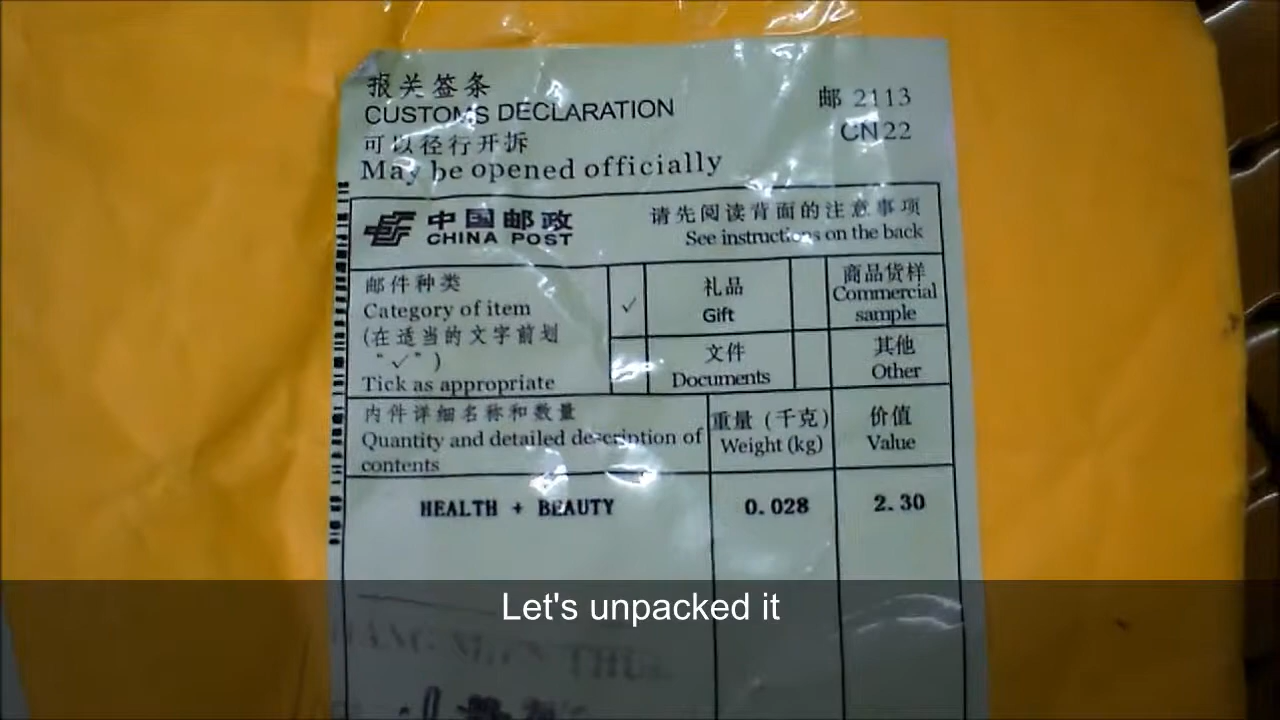 报关签条
CUSTOMS DECLARATION
邮 2113
CN22
可以径行开拆
May be opened officially
中国邮政
CHINA POST
请先阅读背面的注意事项
See instructions on the back
邮件种类
Category of item
(在适当的文字前划
“✓”)
Tick as appropriate
✓
礼品
Gift
商品货样
Commercial
sample
文件
Documents
其他
Other
内件详细名称和数量
Quantity and detailed description of
contents
重量 (千克)
Weight (kg)
价值
Value
HEALTH + BEAUTY
0.028
2.30
Let's unpacked it